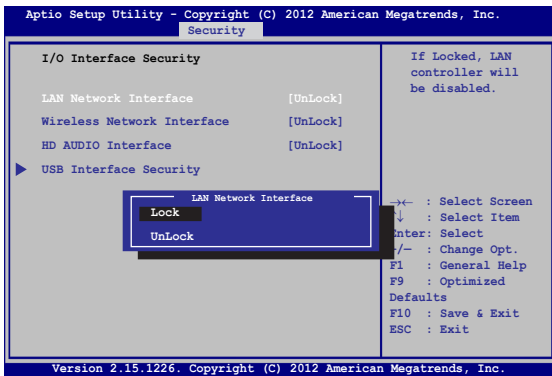 Aptio Setup Utility - Copyright (C) 2012 American Megatrends, Inc.
Security
I/O Interface Security
LAN Network Interface [UnLock]
Wireless Network Interface [UnLock]
HD AUDIO Interface [UnLock]
USB Interface Security
If Locked, LAN
controller will
be disabled.
LAN Network Interface
Lock
UnLock
→← : Select Screen
↑↓ : Select Item
Enter: Select
+/— : Change Opt.
F1 : General Help
F9 : Optimized
Defaults
F10 : Save & Exit
ESC : Exit
Version 2.15.1226. Copyright (C) 2012 American Megatrends, Inc.